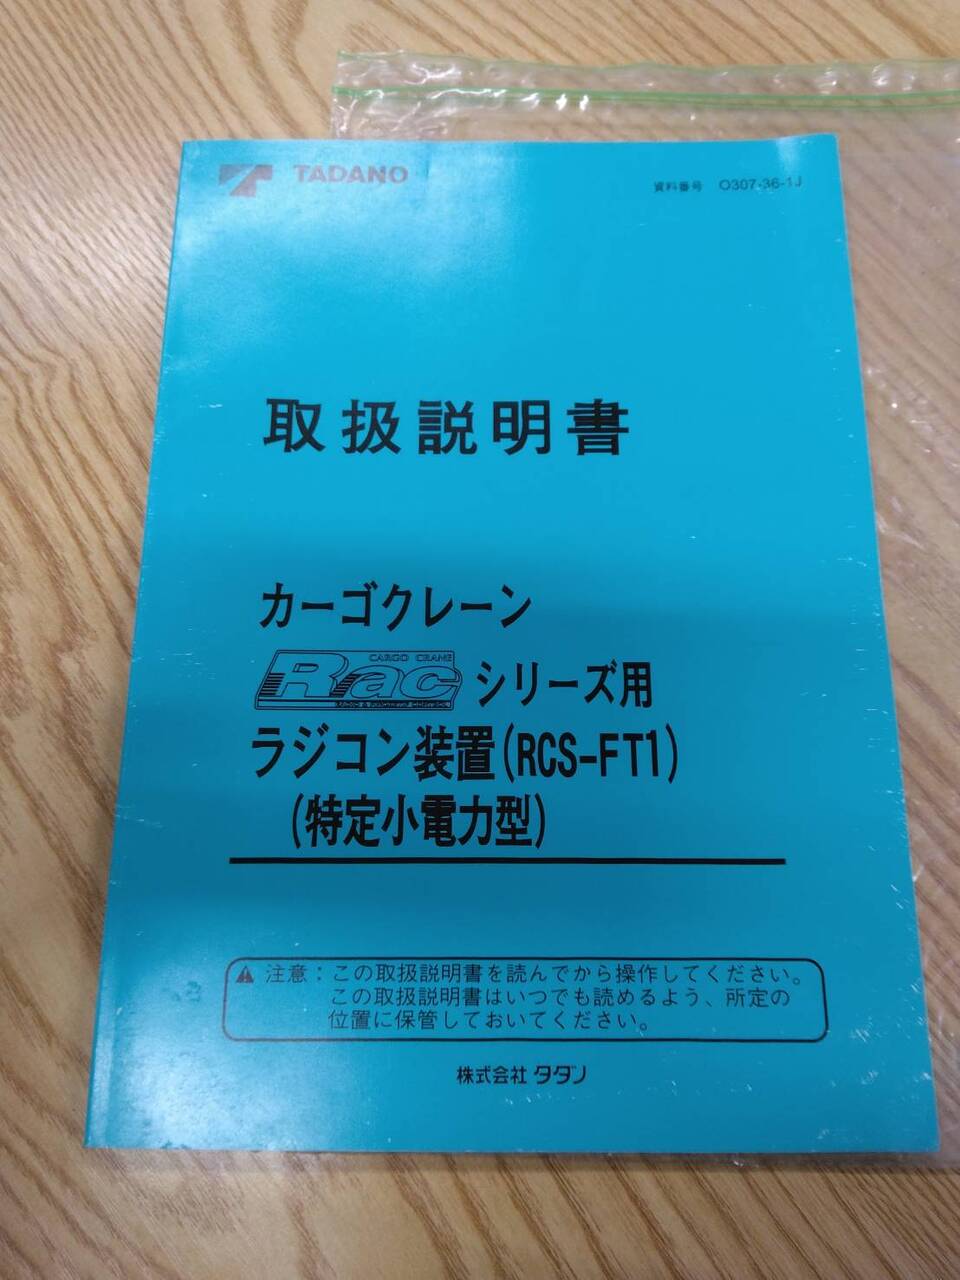 TADANO
資料番号 O307-36-1J
取扱説明書
カーゴクレーン
CARGO CRANE
Rac シリーズ用
ラジコン装置(RCS-FT1)
(特定小電力型)
注意:この取扱説明書を読んでから操作してください。
この取扱説明書はいつでも読めるよう、所定の
位置に保管しておいてください。
株式会社 タダノ